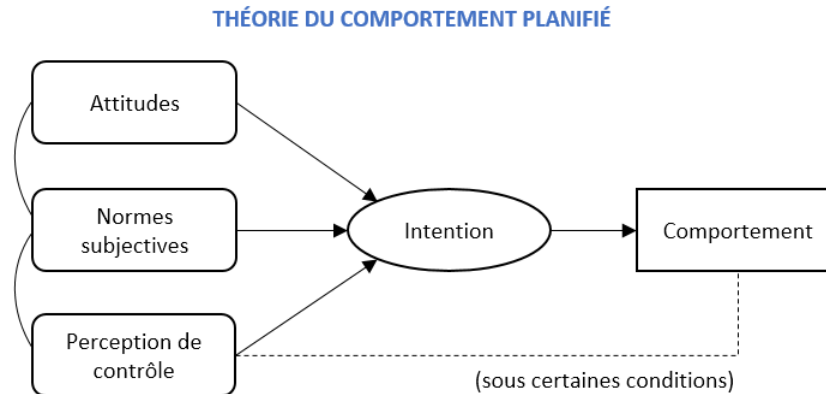 THÉORIE DU COMPORTEMENT PLANIFIÉ
Attitudes
Normes
subjectives
Intention
Comportement
Perception de
contrôle
(sous certaines conditions)